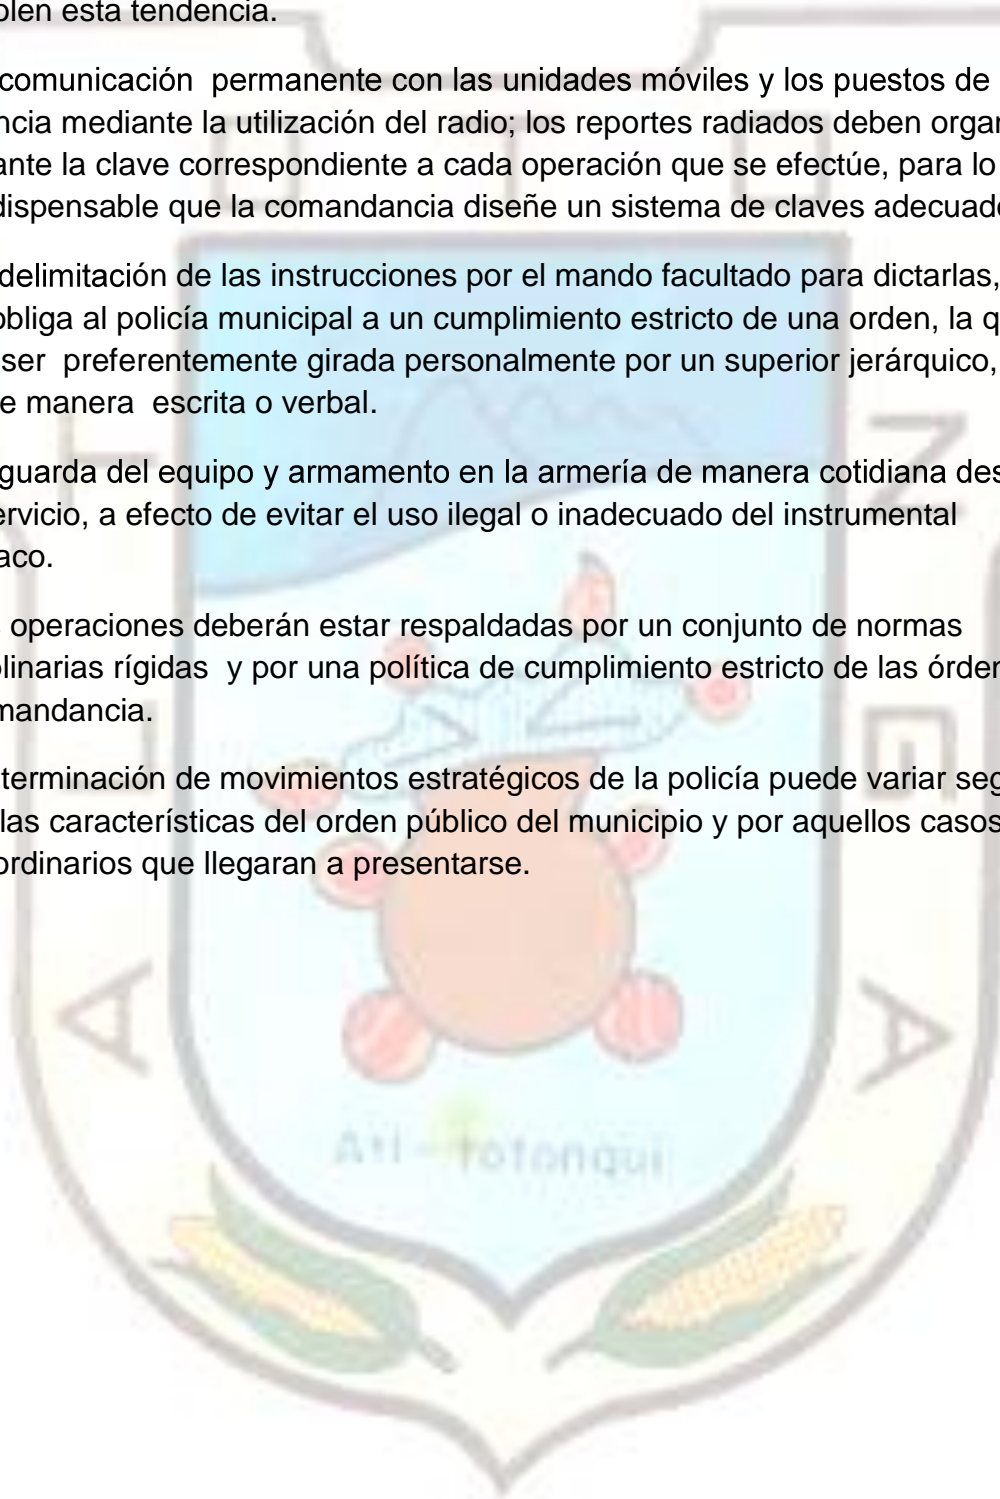 olen esta tendencia.
comunicación  permanente con las unidades móviles y los puestos de
ncia mediante la utilización del radio; los reportes radiados deben organ
ante la clave correspondiente a cada operación que se efectúe, para lo
dispensable que la comandancia diseñe un sistema de claves adecuado
delimitación de las instrucciones por el mando facultado para dictarlas,
obliga al policía municipal a un cumplimiento estricto de una orden, la q
ser  preferentemente girada personalmente por un superior jerárquico,
e manera  escrita o verbal.
guarda del equipo y armamento en la armería de manera cotidiana des
ervicio, a efecto de evitar el uso ilegal o inadecuado del instrumental
aco.
operaciones deberán estar respaldadas por un conjunto de normas
linarias rígidas  y por una política de cumplimiento estricto de las órden
mandancia.
terminación de movimientos estratégicos de la policía puede variar seg
las características del orden público del municipio y por aquellos casos
ordinarios que llegaran a presentarse.
Atl - Totonqui